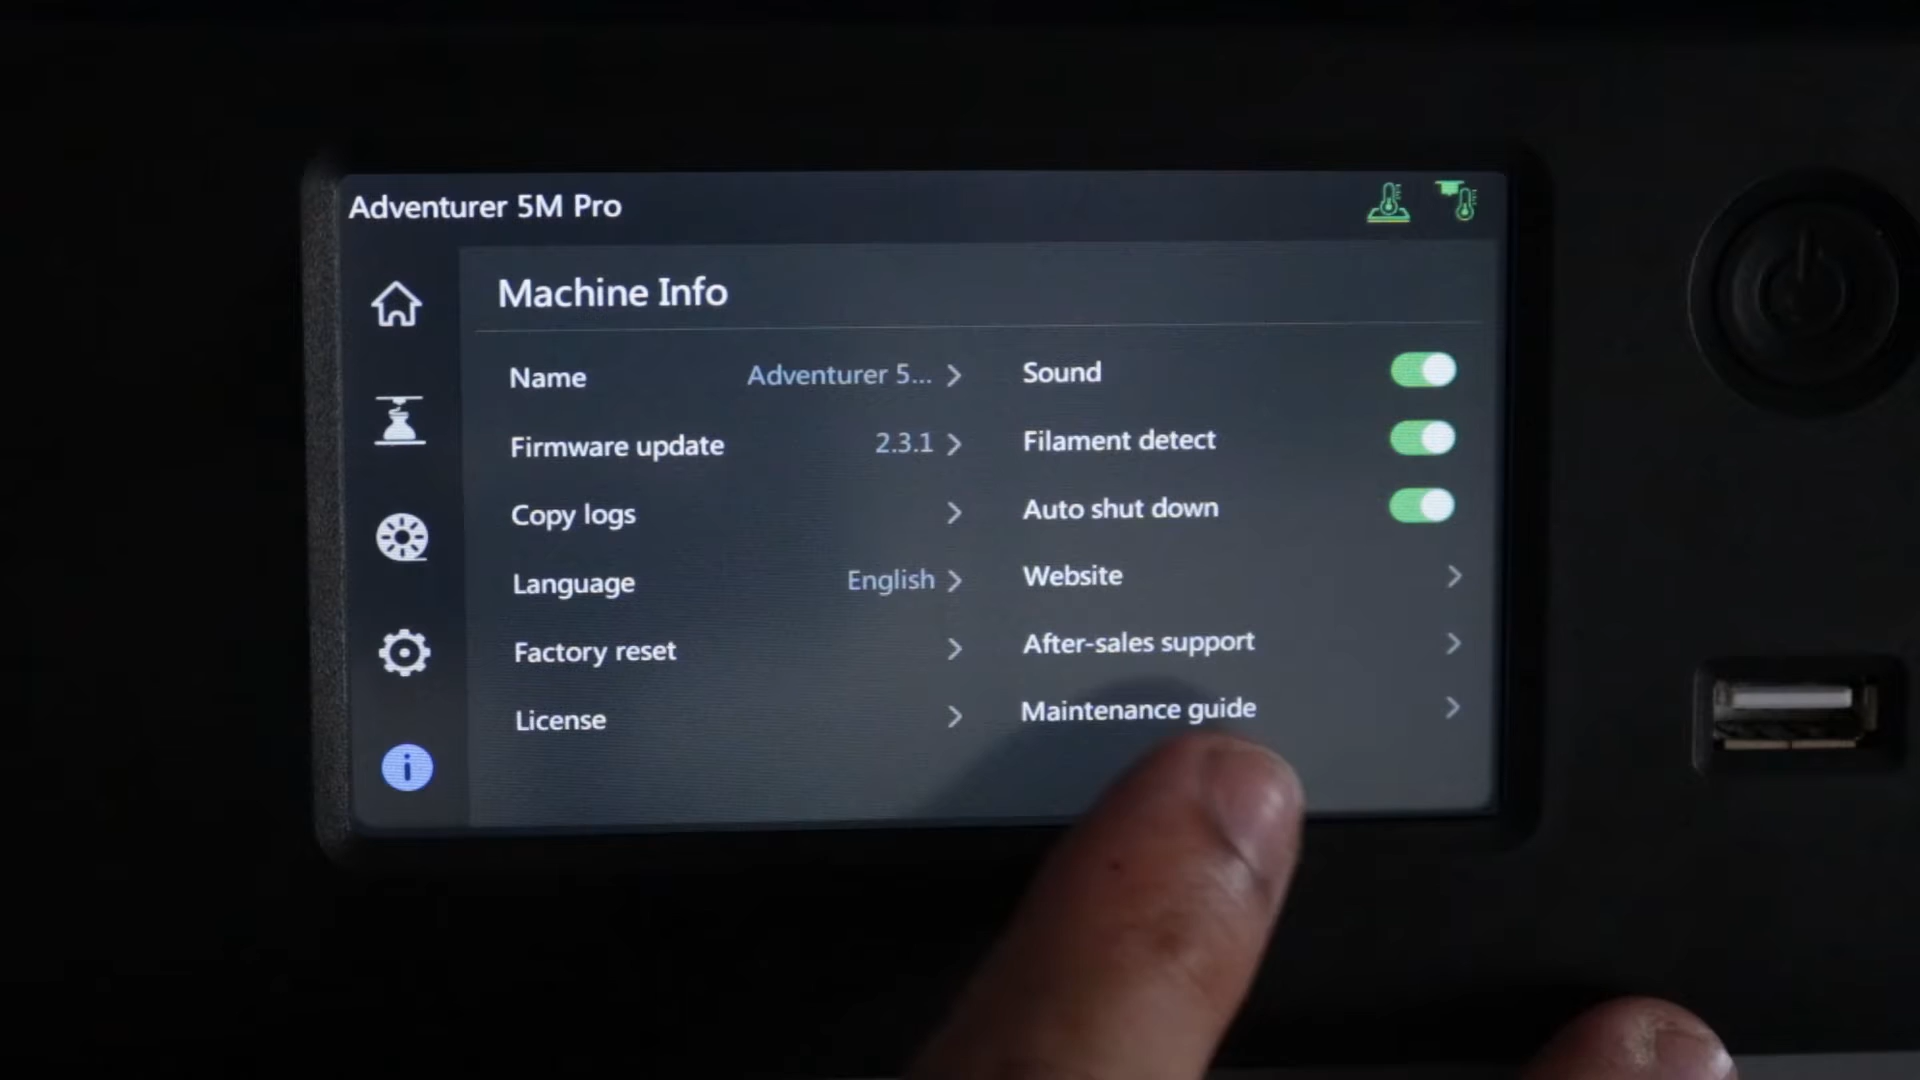 Adventurer 5M Pro
Machine Info
Name Adventurer 5... >
Firmware update 2.3.1 >
Copy logs >
Language English >
Factory reset >
License >
Sound
Filament detect
Auto shut down
Website >
After-sales support >
Maintenance guide >
i